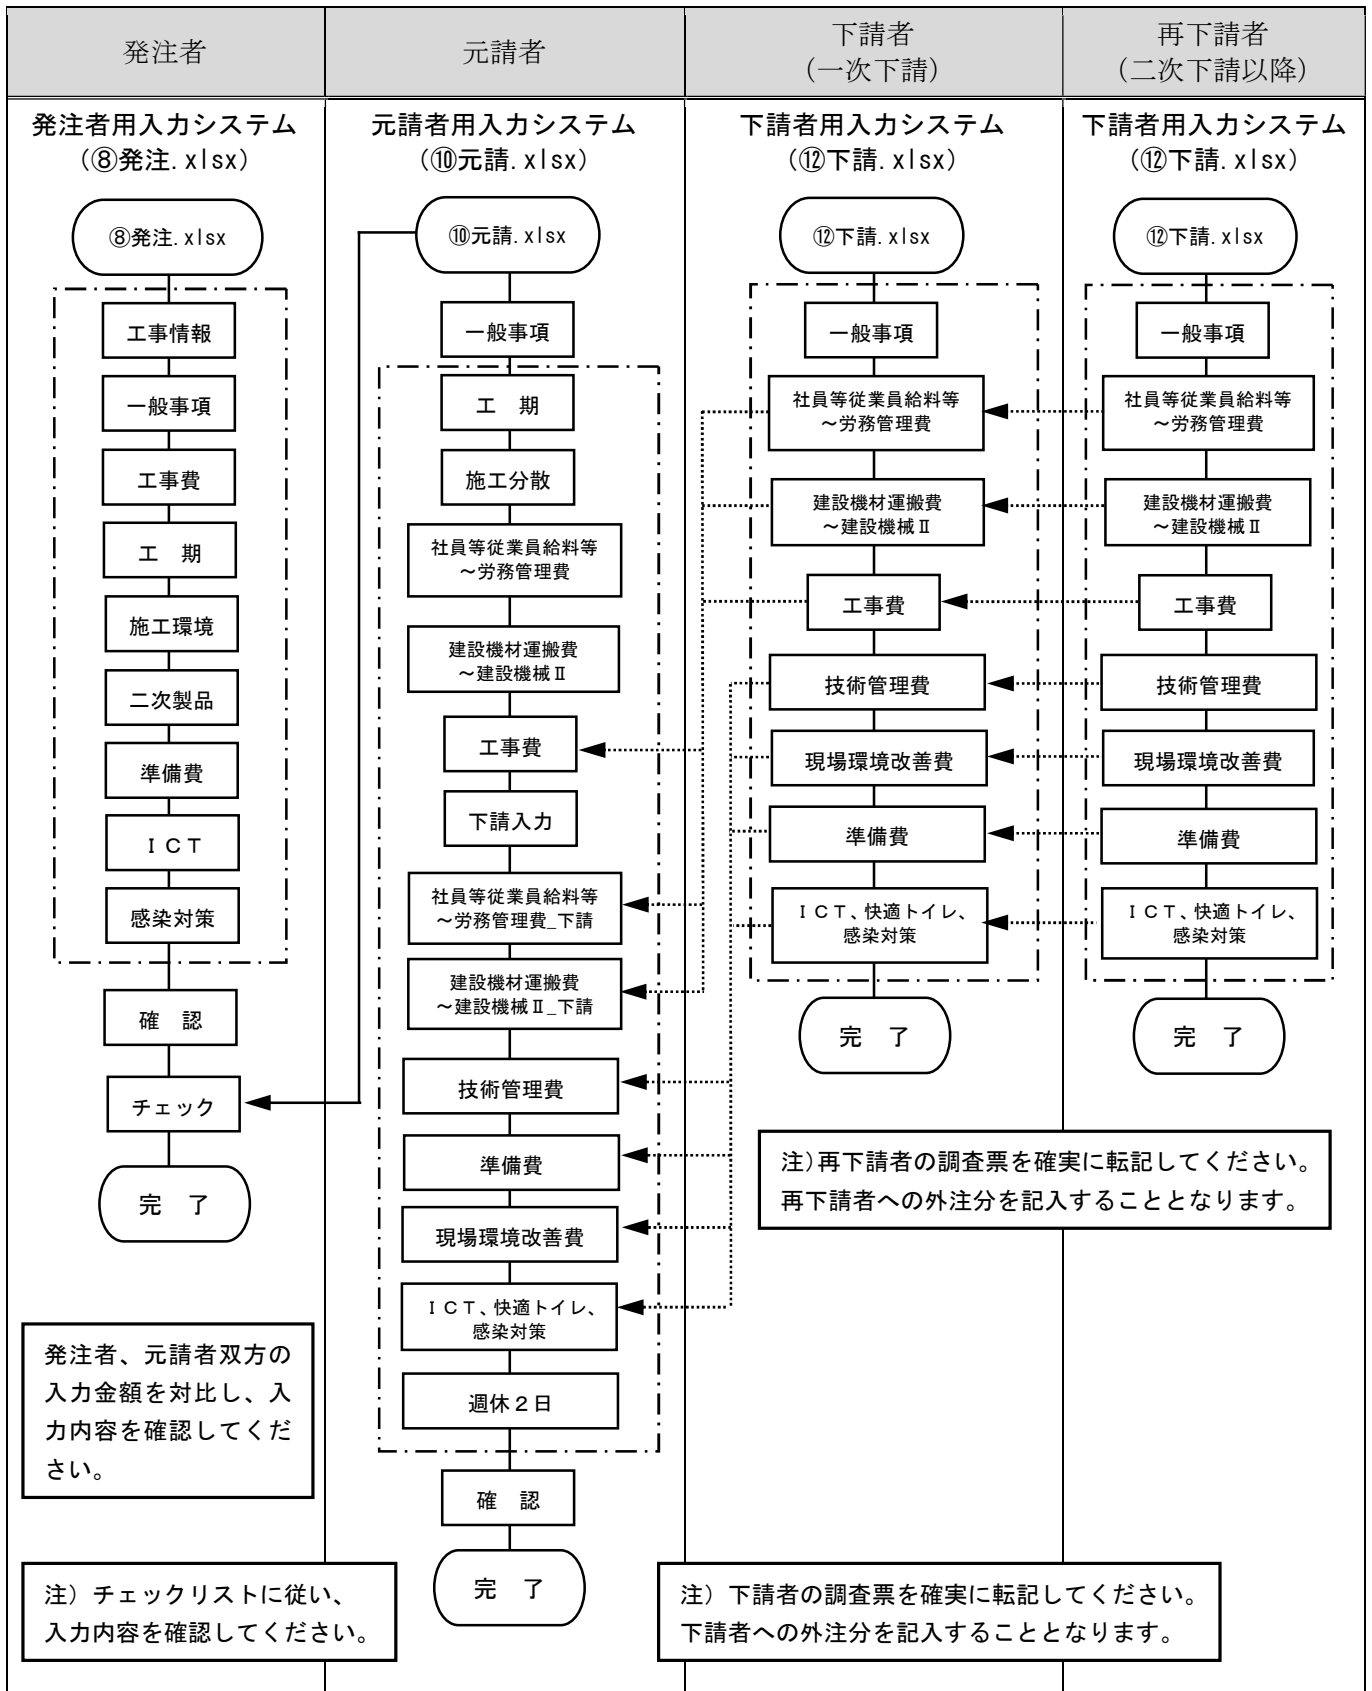 発注者
元請者
下請者
(一次下請)
再下請者
(二次下請以降)
発注者用入力システム
(⑧発注.xlsx)
⑧発注.xlsx
工事情報
一般事項
工事費
工　期
施工環境
二次製品
準備費
ＩＣＴ
感染対策
確　認
チェック
完　了
発注者、元請者双方の
入力金額を対比し、入
力内容を確認してくだ
さい。
注）チェックリストに従い、
入力内容を確認してください。
元請者用入力システム
(⑩元請.xlsx)
⑩元請.xlsx
一般事項
工　期
施工分散
社員等従業員給料等
～労務管理費
建設機材運搬費
～建設機械Ⅱ
工事費
下請入力
社員等従業員給料等
～労務管理費_下請
建設機材運搬費
～建設機械Ⅱ_下請
技術管理費
準備費
現場環境改善費
ＩＣＴ、快適トイレ、
感染対策
週休２日
確　認
完　了
下請者用入力システム
(⑫下請.xlsx)
⑫下請.xlsx
一般事項
社員等従業員給料等
～労務管理費
建設機材運搬費
～建設機械Ⅱ
工事費
技術管理費
現場環境改善費
準備費
ＩＣＴ、快適トイレ、
感染対策
完　了
下請者用入力システム
(⑫下請.xlsx)
⑫下請.xlsx
一般事項
社員等従業員給料等
～労務管理費
建設機材運搬費
～建設機械Ⅱ
工事費
技術管理費
現場環境改善費
準備費
ＩＣＴ、快適トイレ、
感染対策
完　了
注)再下請者の調査票を確実に転記してください。
再下請者への外注分を記入することとなります。
注）下請者の調査票を確実に転記してください。
下請者への外注分を記入することとなります。